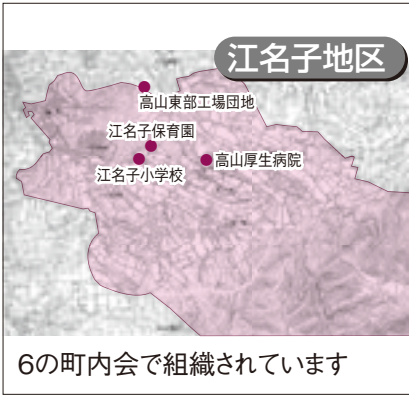 江名子地区
高山東部工場団地
江名子保育園
江名子小学校
高山厚生病院
6の町内会で組織されています